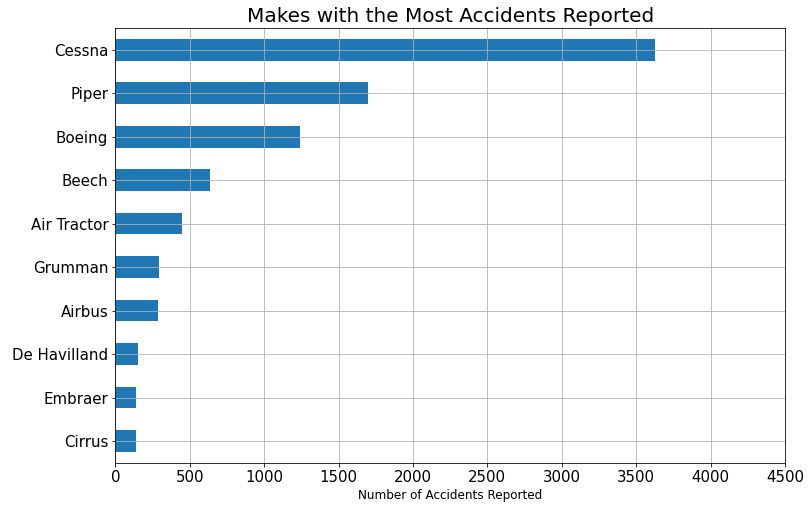 Makes with the Most Accidents Reported
Cessna
Piper
Boeing
Beech
Air Tractor
Grumman
Airbus
De Havilland
Embraer
Cirrus
0 500 1000 1500 2000 2500 3000 3500 4000 4500
Number of Accidents Reported